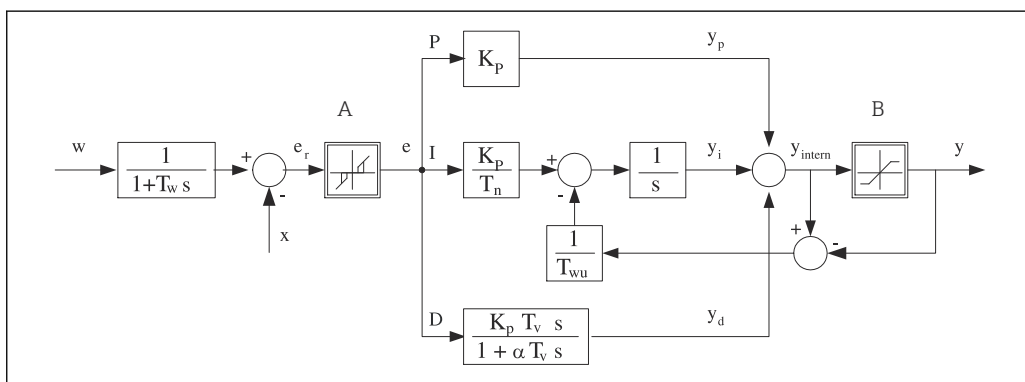 P
y_p
K_P
A
B
w
1
1+T_w s
+
-
e_r
e
I
K_P
T_n
+
-
1
s
y_i
y_intern
y
x
1
T_wu
+
-
D
K_p T_v s
1 + α T_v s
y_d